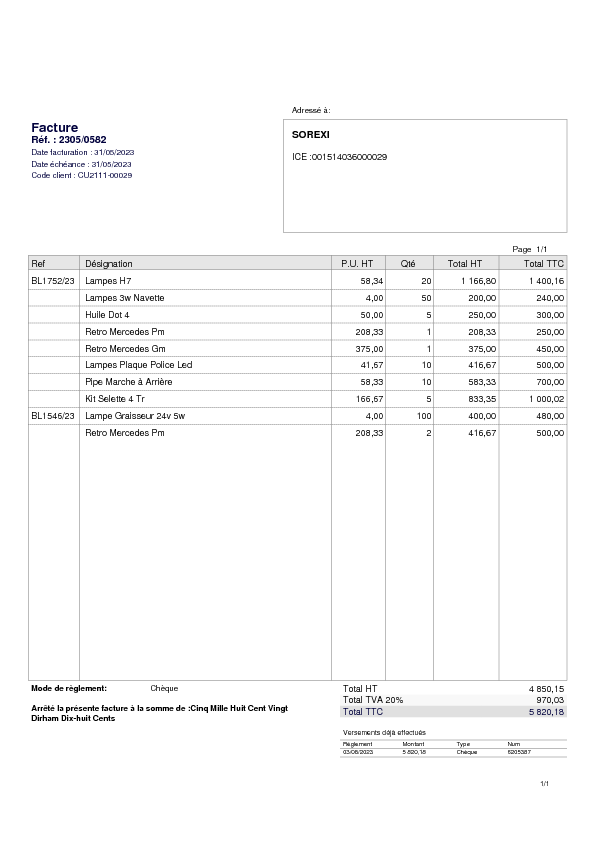 Adressé à:
Facture
Réf. : 2305/0582
Date facturation : 31/05/2023
Date échéance : 31/05/2023
Code client : CU2111-00029
SOREXI
ICE :001514036000029
Page 1/1
Ref Désignation P.U. HT Qté Total HT Total TTC
BL1752/23 Lampes H7 58,34 20 1 166,80 1 400,16
Lampes 3w Navette 4,00 50 200,00 240,00
Huile Dot 4 50,00 5 250,00 300,00
Retro Mercedes Pm 208,33 1 208,33 250,00
Retro Mercedes Gm 375,00 1 375,00 450,00
Lampes Plaque Police Led 41,67 10 416,67 500,00
Pipe Marche à Arrière 58,33 10 583,33 700,00
Kit Selette 4 Tr 166,67 5 833,35 1 000,02
BL1546/23 Lampe Graisseur 24v 5w 4,00 100 400,00 480,00
Retro Mercedes Pm 208,33 2 416,67 500,00
Mode de règlement: Chèque
Total HT 4 850,15
Total TVA 20% 970,03
Total TTC 5 820,18
Arrêté la présente facture à la somme de :Cinq Mille Huit Cent Vingt
Dirham Dix-huit Cents
Versements déjà effectués
Règlement Montant Type Num
03/08/2023 5 820,18 Chèque 6205387
1/1